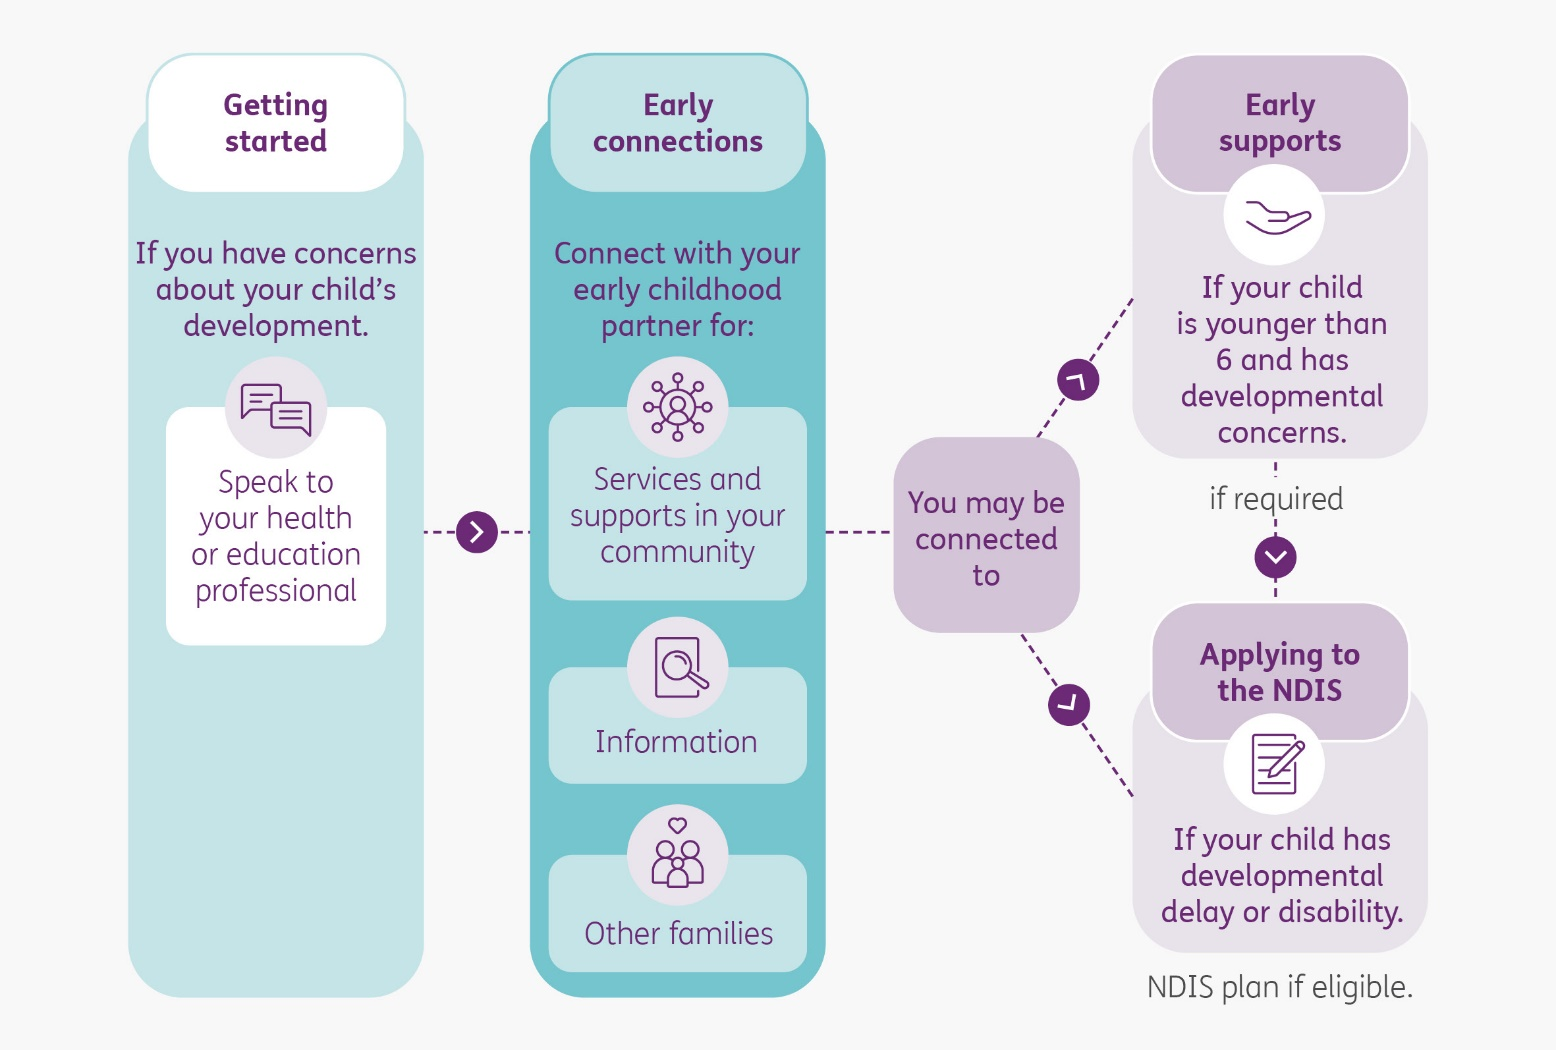 Getting
started
If you have concerns
about your child’s
development.
Speak to
your health
or education
professional
Early
connections
Connect with your
early childhood
partner for:
Services and
supports in your
community
Information
Other families
You may be
connected
to
Early
supports
If your child
is younger than
6 and has
developmental
concerns.
if required
Applying to
the NDIS
If your child has
developmental
delay or disability.
NDIS plan if eligible.